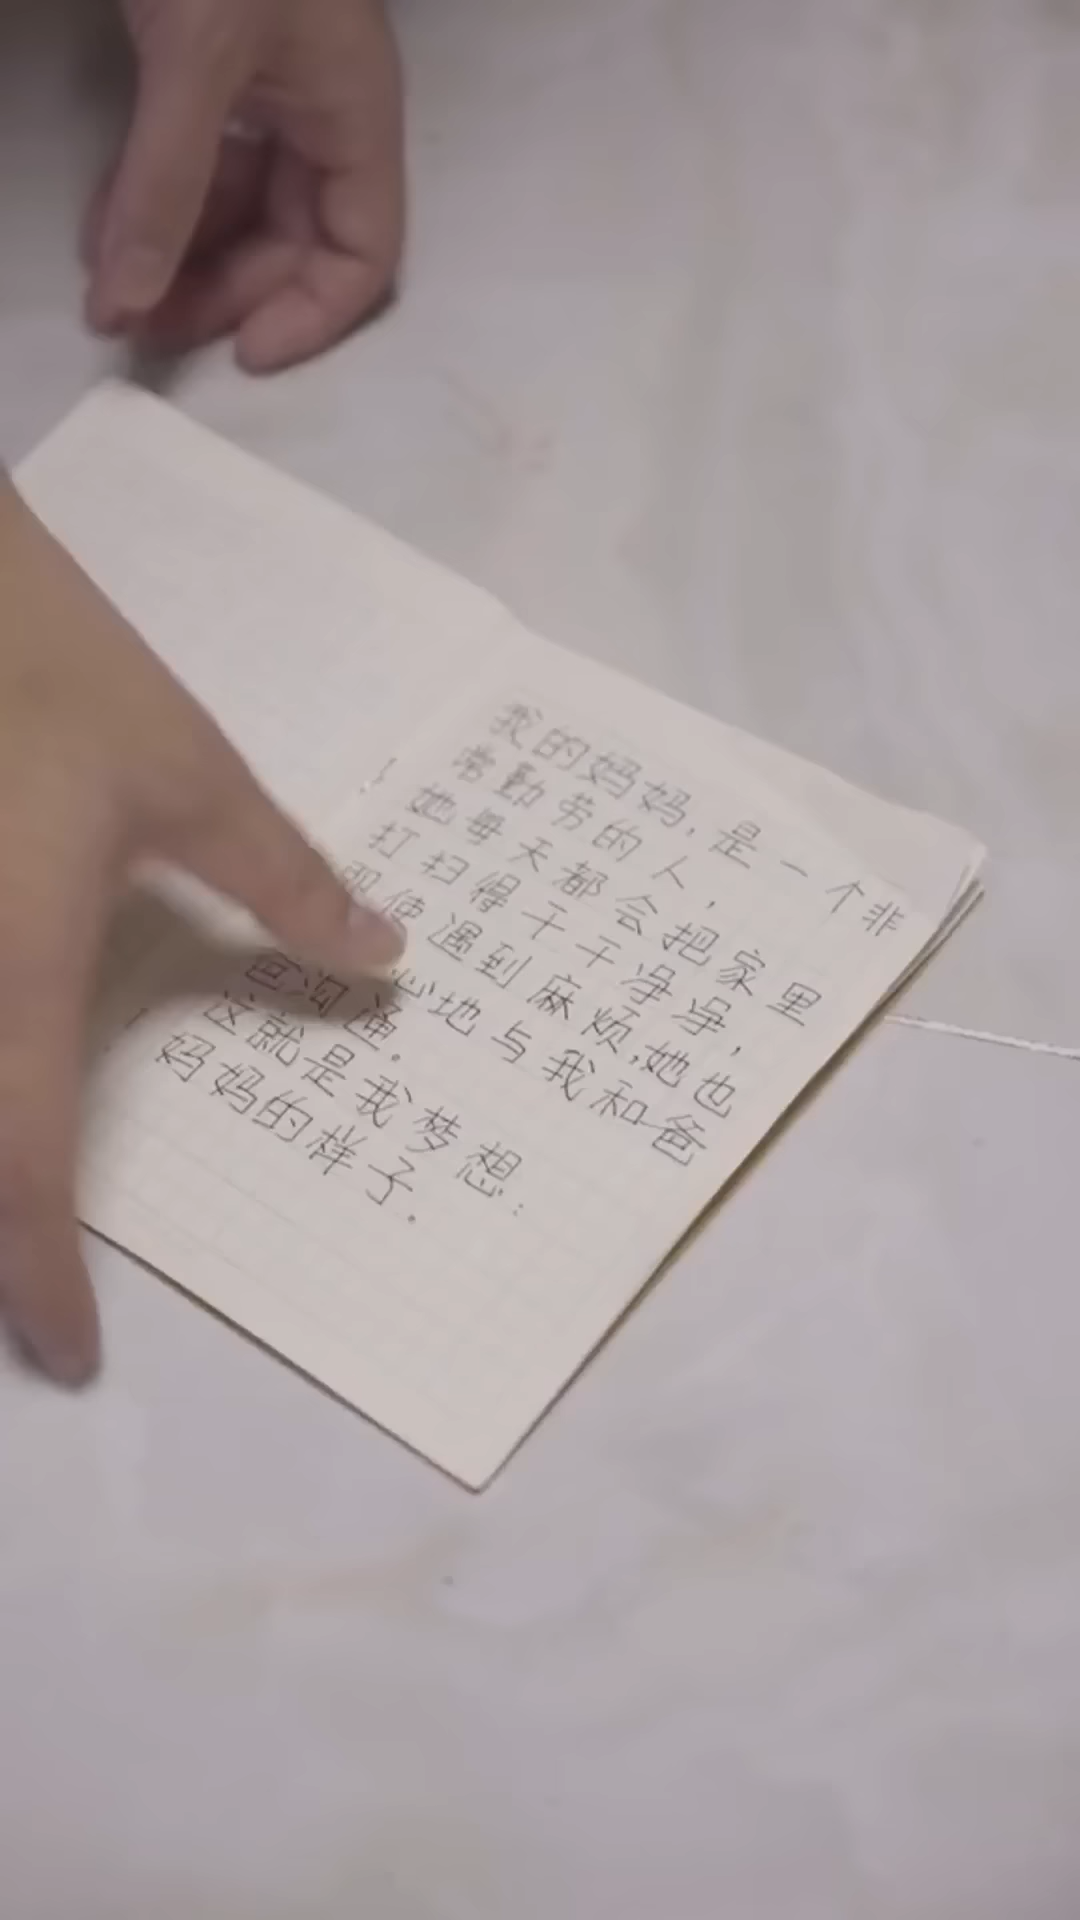 我的妈妈,是一个非
常勤劳的人,
她每天都会把家里
打扫得干干净净,
即使遇到麻烦,她也
心地与我和爸
爸沟通.
这就是我梦想:
妈妈的样子.